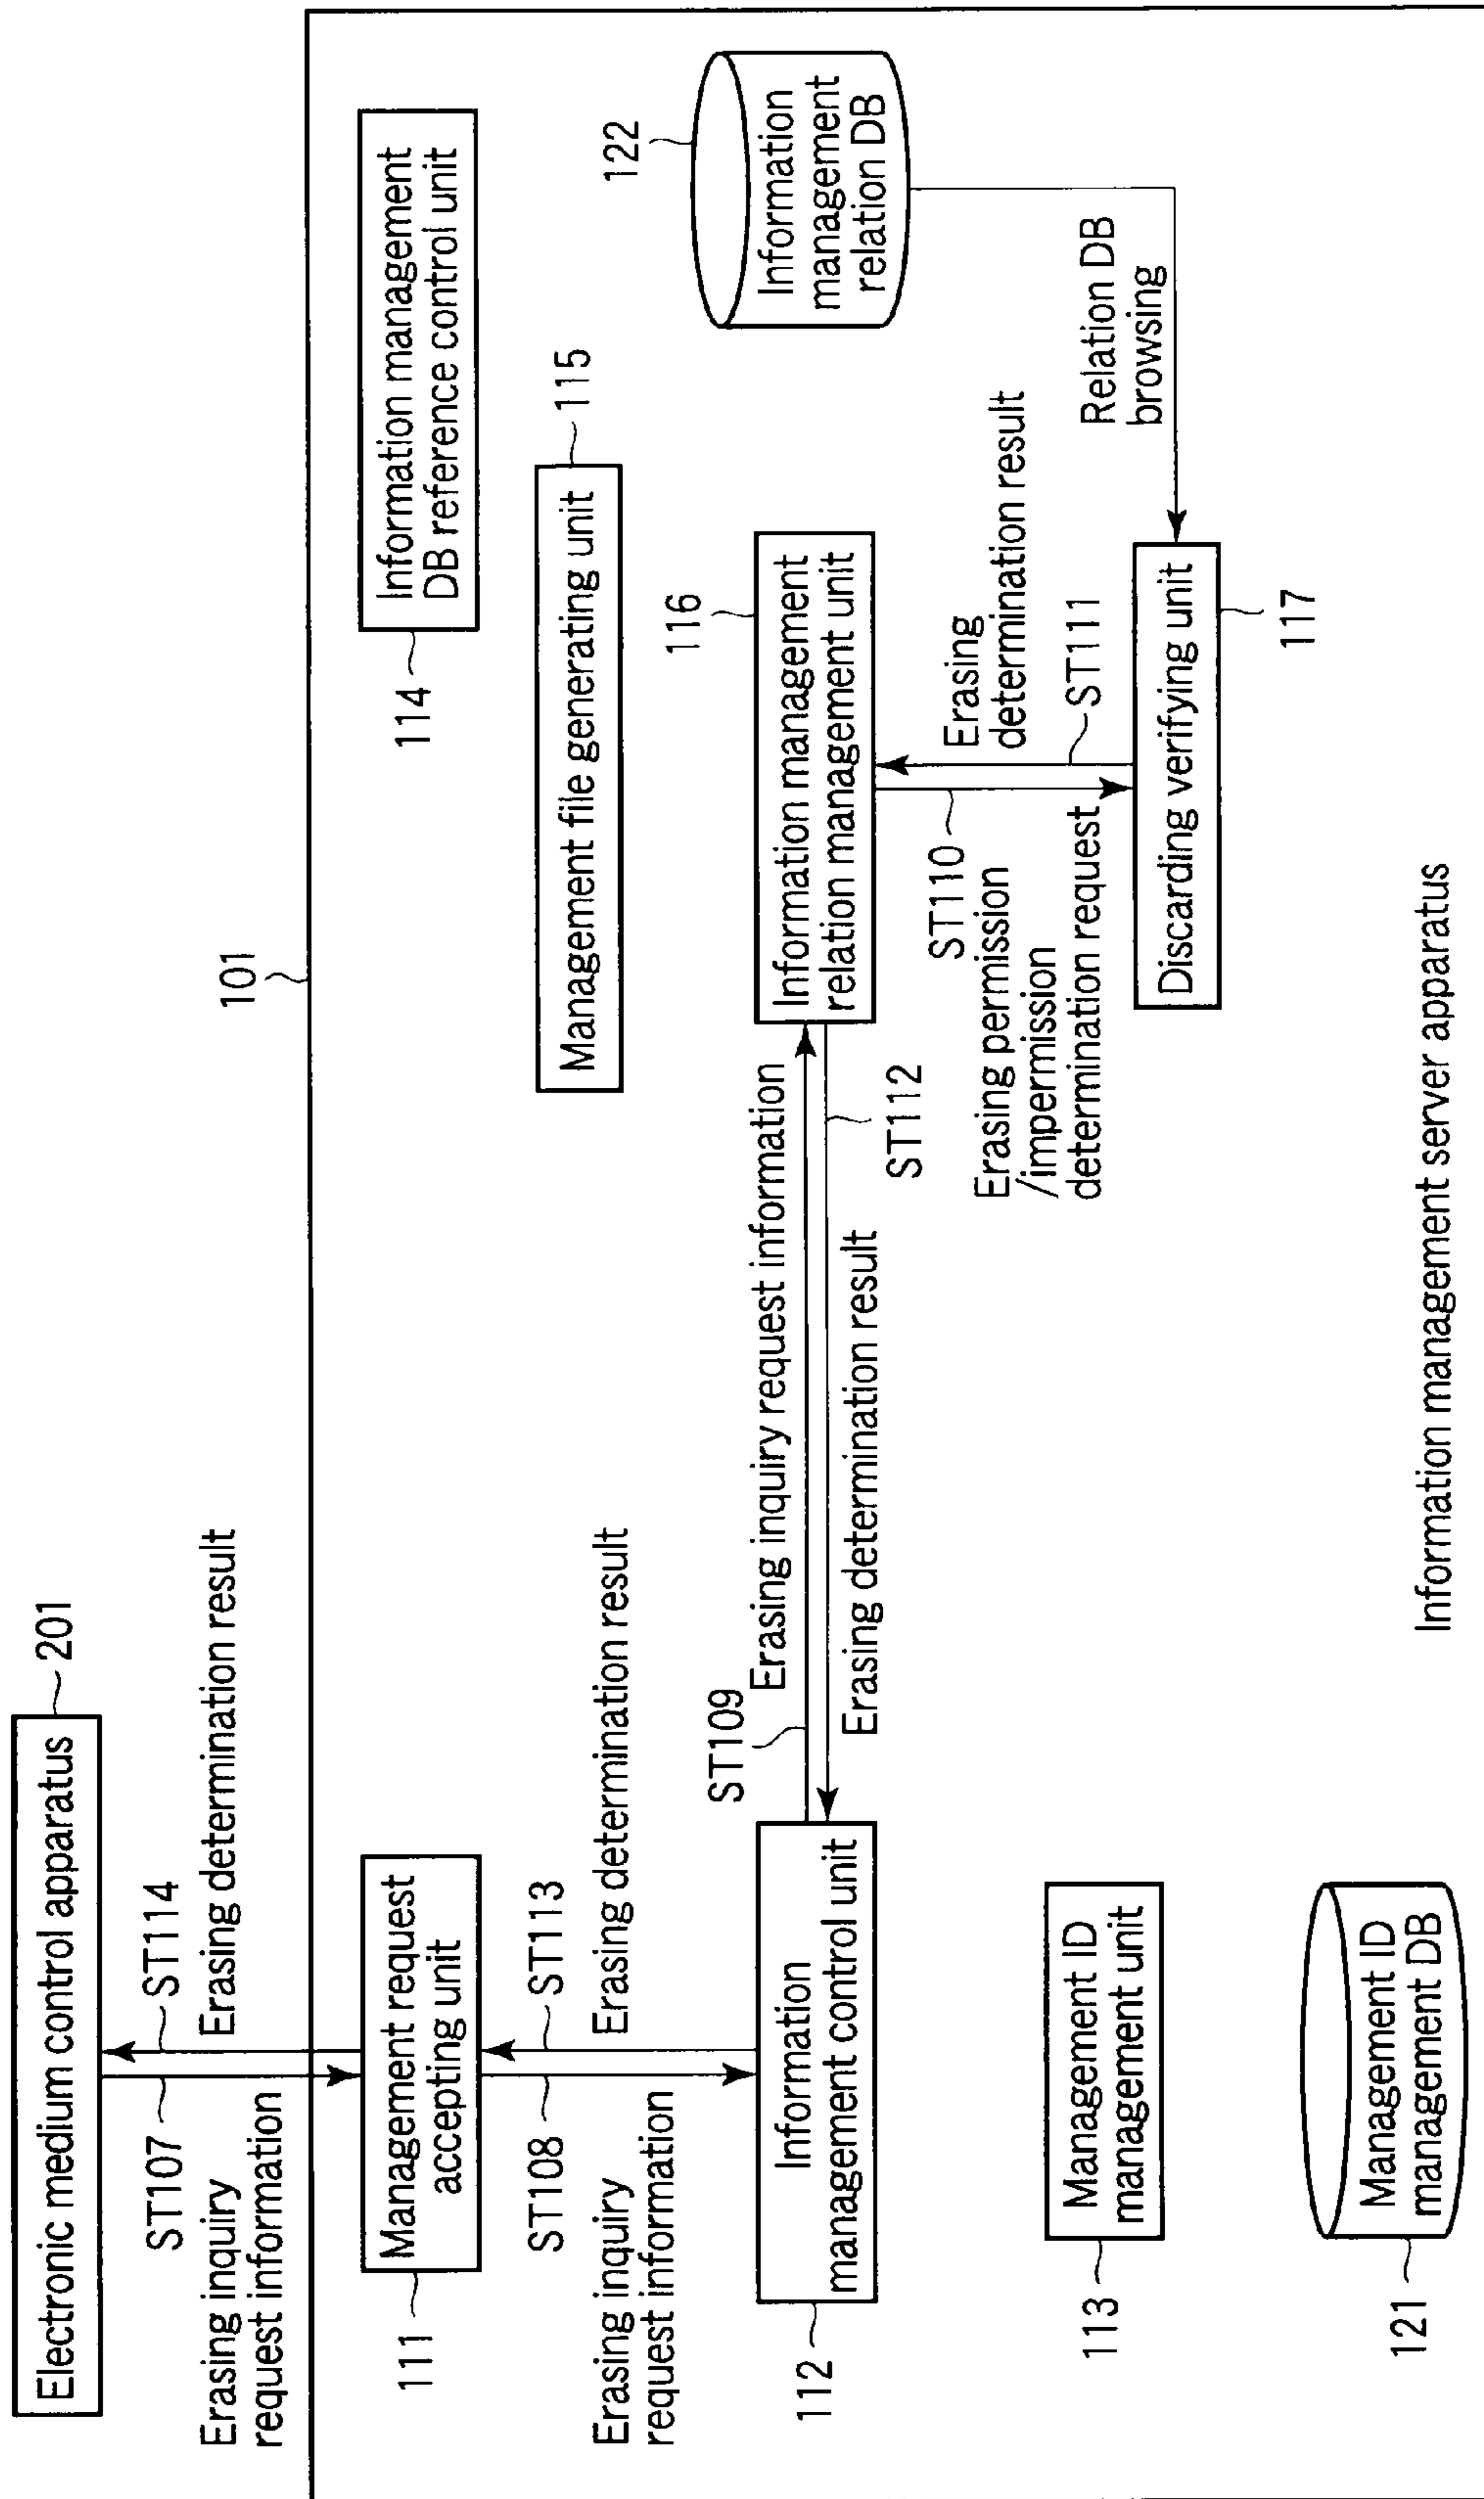 Electronic medium control apparatus
201
ST107
ST114
Erasing inquiry
request information
Erasing determination result
101
111
Management request
accepting unit
114
Information management
DB reference control unit
ST108
ST113
Erasing inquiry
request information
Erasing determination result
Management file generating unit
115
122
Information
management
relation DB
116
ST109
Erasing inquiry request information
112
Information
management control unit
Erasing determination result
ST112
Information management
relation management unit
ST110
Erasing permission
/impermission
determination request
Erasing
determination result
ST111
Relation DB
browsing
113
Management ID
management unit
Discarding verifying unit
117
121
Management ID
management DB
Information management server apparatus